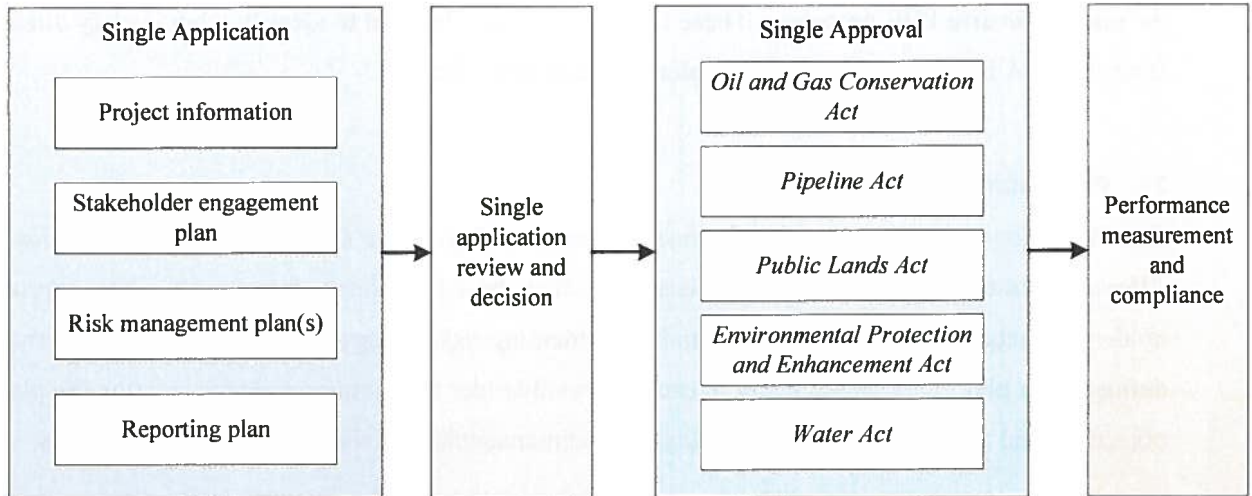 Single Application
Project information
Stakeholder engagement
plan
Risk management plan(s)
Reporting plan
Single
application
review and
decision
Single Approval
Oil and Gas Conservation
Act
Pipeline Act
Public Lands Act
Environmental Protection
and Enhancement Act
Water Act
Performance
measurement
and
compliance